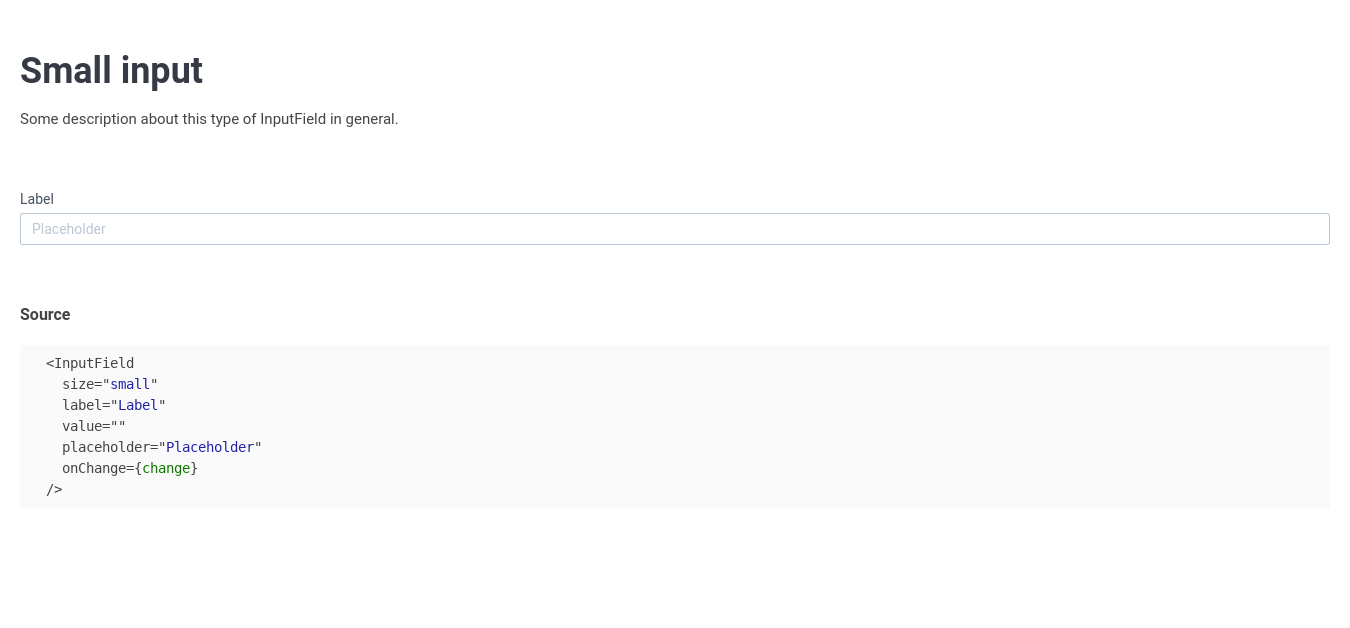 Small input
Some description about this type of InputField in general.
Label
Placeholder
Source
<InputField
  size="small"
  label="Label"
  value=""
  placeholder="Placeholder"
  onChange={change}
/>